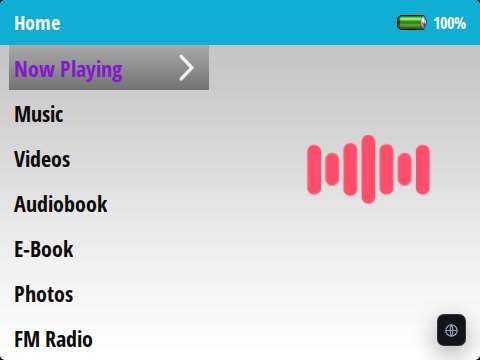 Home
100%
Now Playing
Music
Videos
Audiobook
E-Book
Photos
FM Radio